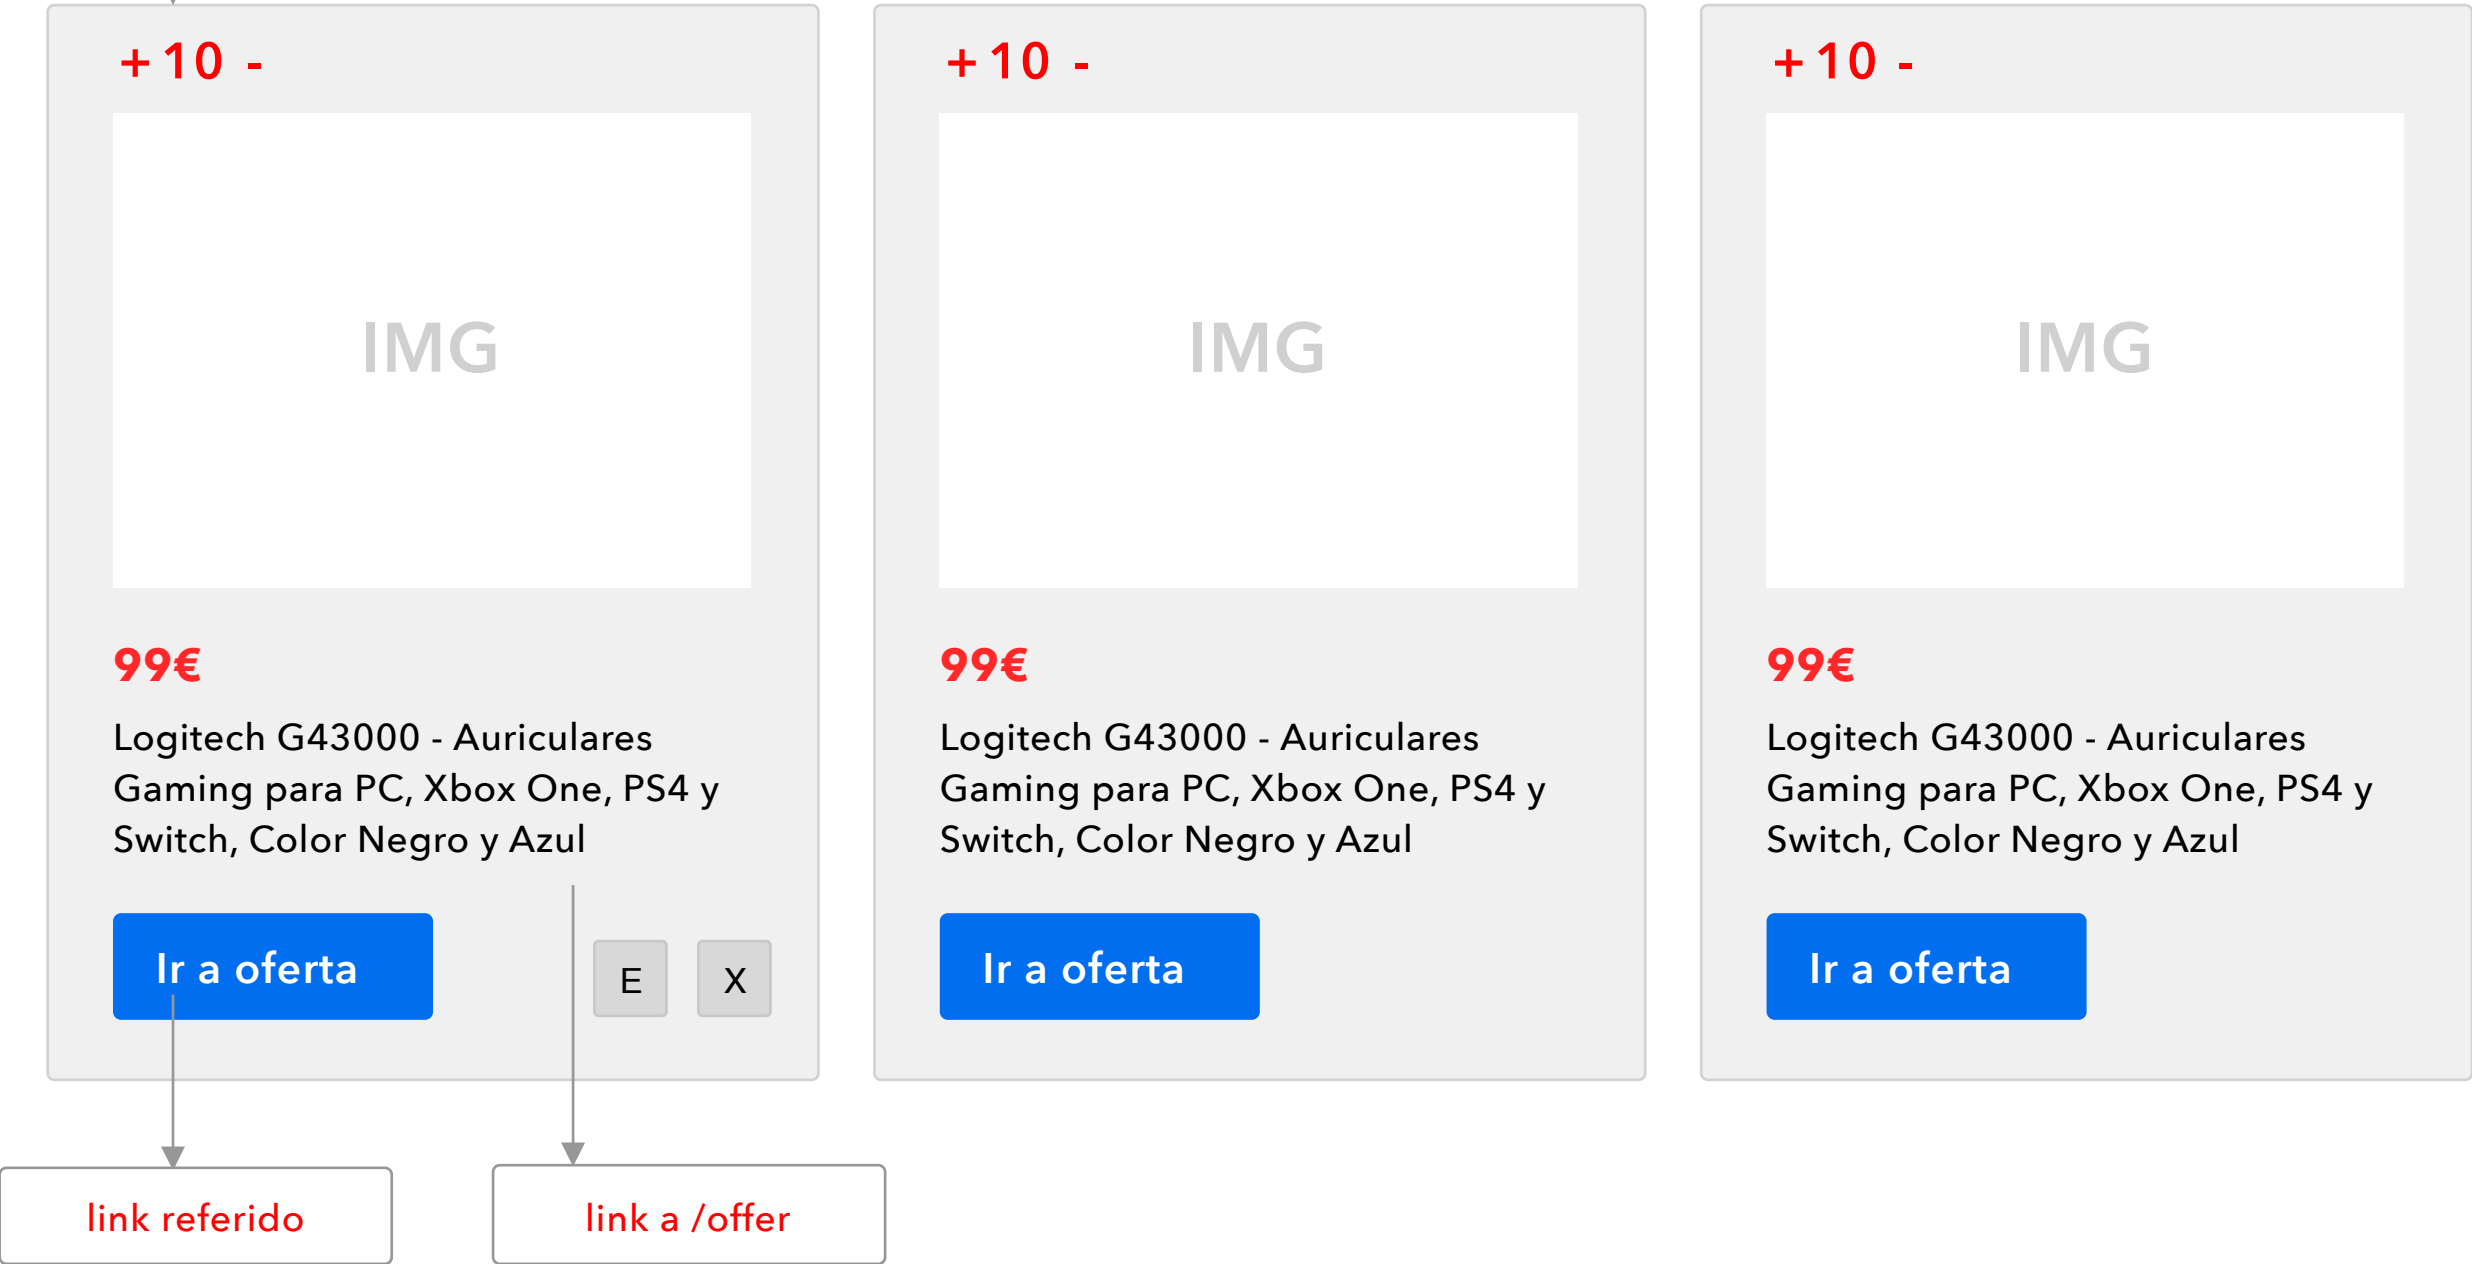 + 10 -
IMG
99€
Logitech G43000 - Auriculares
Gaming para PC, Xbox One, PS4 y
Switch, Color Negro y Azul
Ir a oferta
E
X
+ 10 -
IMG
99€
Logitech G43000 - Auriculares
Gaming para PC, Xbox One, PS4 y
Switch, Color Negro y Azul
Ir a oferta
+ 10 -
IMG
99€
Logitech G43000 - Auriculares
Gaming para PC, Xbox One, PS4 y
Switch, Color Negro y Azul
Ir a oferta
link referido
link a /offer